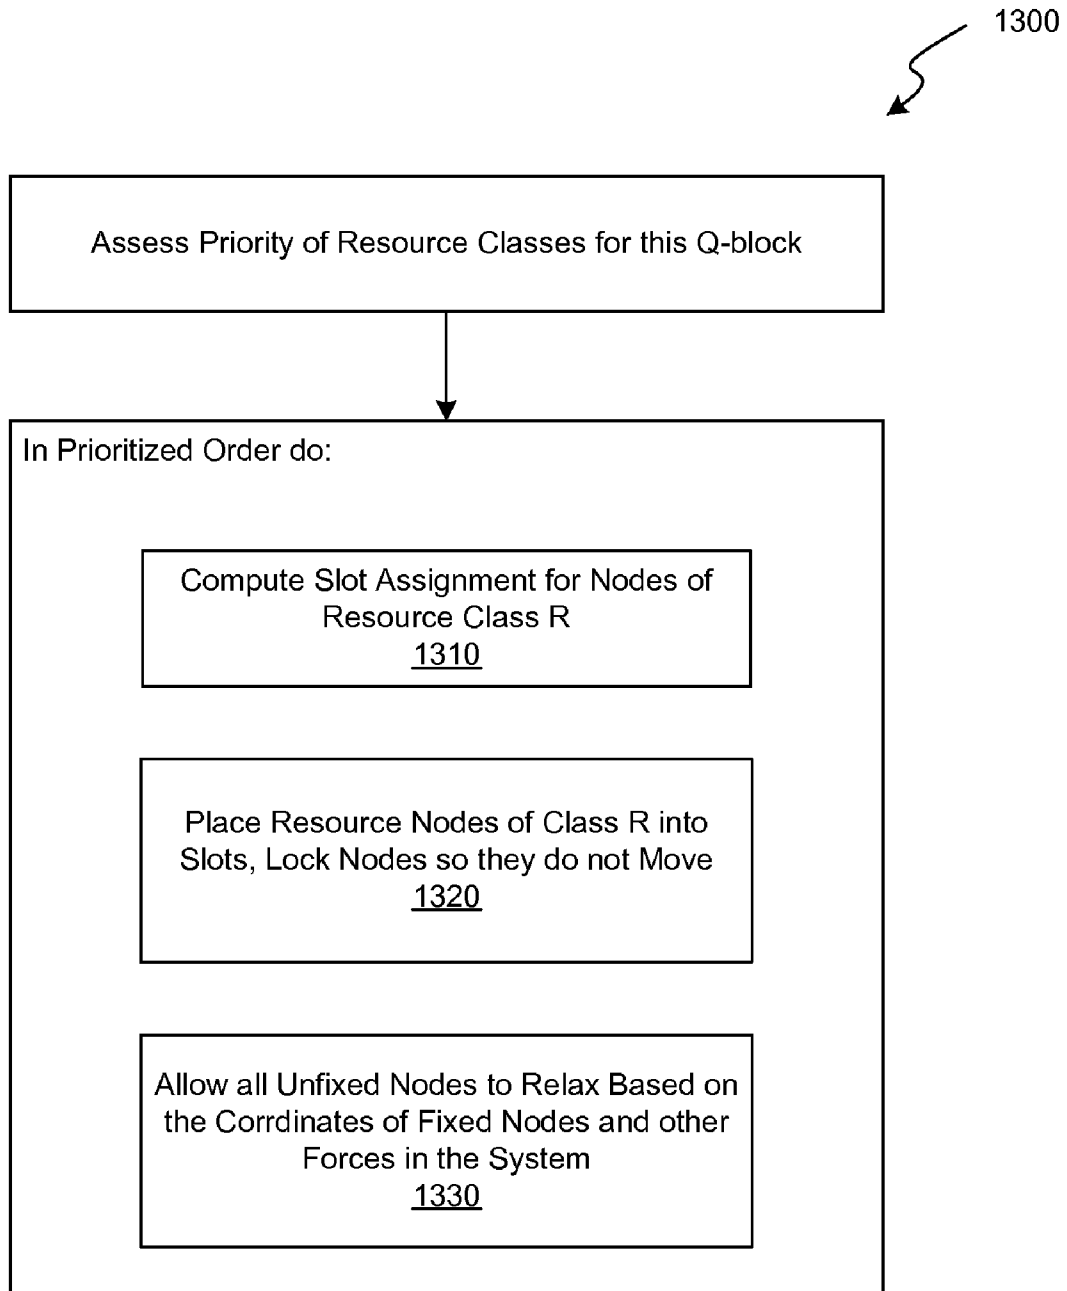 1300
Assess Priority of Resource Classes for this Q-block
In Prioritized Order do:
Compute Slot Assignment for Nodes of
Resource Class R
1310
Place Resource Nodes of Class R into
Slots, Lock Nodes so they do not Move
1320
Allow all Unfixed Nodes to Relax Based on
the Corrdinates of Fixed Nodes and other
Forces in the System
1330